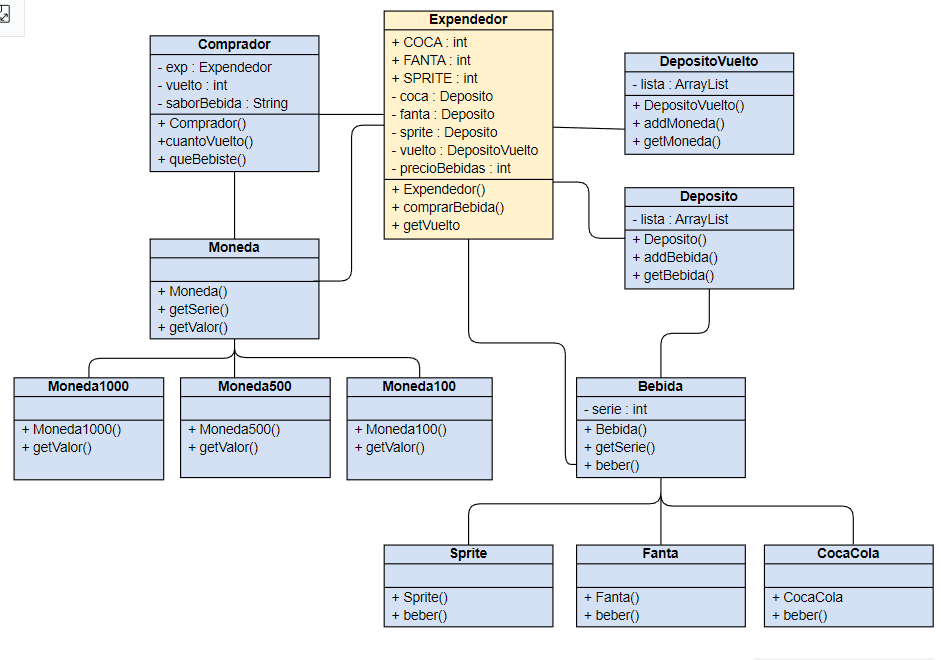 Expendedor
+ COCA : int
+ FANTA : int
+ SPRITE : int
- coca : Deposito
- fanta : Deposito
- sprite : Deposito
- vuelto : DepositoVuelto
- precioBebidas : int
+ Expendedor()
+ comprarBebida()
+ getVuelto
Comprador
- exp : Expendedor
- vuelto : int
- saborBebida : String
+ Comprador()
+cuantoVuelto()
+ queBebiste()
DepositoVuelto
- lista : ArrayList
+ DepositoVuelto()
+ addMoneda()
+ getMoneda()
Deposito
- lista : ArrayList
+ Deposito()
+ addBebida()
+ getBebida()
Moneda
+ Moneda()
+ getSerie()
+ getValor()
Moneda1000
+ Moneda1000()
+ getValor()
Moneda500
+ Moneda500()
+ getValor()
Moneda100
+ Moneda100()
+ getValor()
Bebida
- serie : int
+ Bebida()
+ getSerie()
+ beber()
Sprite
+ Sprite()
+ beber()
Fanta
+ Fanta()
+ beber()
CocaCola
+ CocaCola
+ beber()